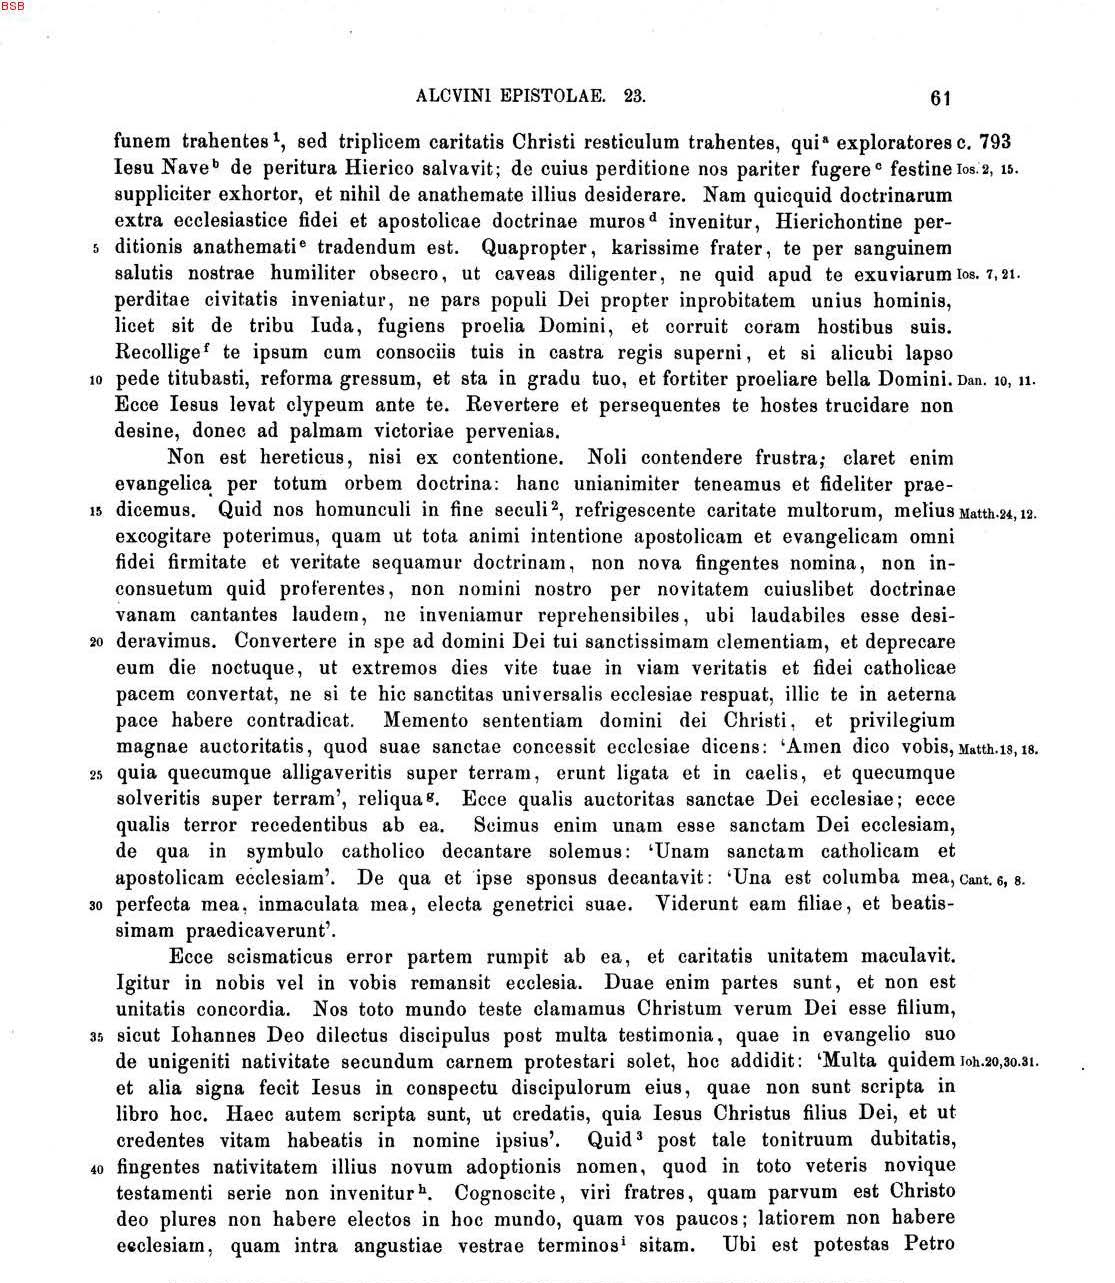 BSB
ALCVINI EPISTOLAE. 23. 61
funem trahentes¹, sed triplicem caritatis Christi resticulum trahentes, quiᵃ exploratores c. 793
Iesu Naveᵇ de peritura Hierico salvavit; de cuius perditione nos pariter fugereᶜ festine Ios. 2, 15.
suppliciter exhortor, et nihil de anathemate illius desiderare. Nam quicquid doctrinarum
extra ecclesiastice fidei et apostolicae doctrinae murosᵈ invenitur, Hierichontine per-
5 ditionis anathematiᵉ tradendum est. Quapropter, karissime frater, te per sanguinem
salutis nostrae humiliter obsecro, ut caveas diligenter, ne quid apud te exuviarum Ios. 7, 21.
perditae civitatis inveniatur, ne pars populi Dei propter inprobitatem unius hominis,
licet sit de tribu Iuda, fugiens proelia Domini, et corruit coram hostibus suis.
Recolligeᶠ te ipsum cum consociis tuis in castra regis superni, et si alicubi lapso
10 pede titubasti, reforma gressum, et sta in gradu tuo, et fortiter proeliare bella Domini. Dan. 10, 11.
Ecce Iesus levat clypeum ante te. Revertere et persequentes te hostes trucidare non
desine, donec ad palmam victoriae pervenias.
Non est hereticus, nisi ex contentione. Noli contendere frustra; claret enim
evangelica per totum orbem doctrina: hanc unianimiter teneamus et fideliter prae-
15 dicemus. Quid nos homunculi in fine seculi², refrigescente caritate multorum, melius Matth. 24, 12.
excogitare poterimus, quam ut tota animi intentione apostolicam et evangelicam omni
fidei firmitate et veritate sequamur doctrinam, non nova fingentes nomina, non in-
consuetum quid proferentes, non nomini nostro per novitatem cuiuslibet doctrinae
vanam cantantes laudem, ne inveniamur reprehensibiles, ubi laudabiles esse desi-
20 deravimus. Convertere in spe ad domini Dei tui sanctissimam clementiam, et deprecare
eum die noctuque, ut extremos dies vite tuae in viam veritatis et fidei catholicae
pacem convertat, ne si te hic sanctitas universalis ecclesiae respuat, illic te in aeterna
pace habere contradicat. Memento sententiam domini dei Christi, et privilegium
magnae auctoritatis, quod suae sanctae concessit ecclesiae dicens: ‘Amen dico vobis, Matth. 18, 18.
25 quia quecumque alligaveritis super terram, erunt ligata et in caelis, et quecumque
solveritis super terram’, reliquaᵍ. Ecce qualis auctoritas sanctae Dei ecclesiae; ecce
qualis terror recedentibus ab ea. Scimus enim unam esse sanctam Dei ecclesiam,
de qua in symbulo catholico decantare solemus: ‘Unam sanctam catholicam et
apostolicam ecclesiam’. De qua et ipse sponsus decantavit: ‘Una est columba mea, Cant. 6, 8.
30 perfecta mea, inmaculata mea, electa genetrici suae. Viderunt eam filiae, et beatis-
simam praedicaverunt’.
Ecce scismaticus error partem rumpit ab ea, et caritatis unitatem maculavit.
Igitur in nobis vel in vobis remansit ecclesia. Duae enim partes sunt, et non est
unitatis concordia. Nos toto mundo teste clamamus Christum verum Dei esse filium,
35 sicut Iohannes Deo dilectus discipulus post multa testimonia, quae in evangelio suo
de unigeniti nativitate secundum carnem protestari solet, hoc addidit: ‘Multa quidem Ioh. 20, 30. 31.
et alia signa fecit Iesus in conspectu discipulorum eius, quae non sunt scripta in
libro hoc. Haec autem scripta sunt, ut credatis, quia Iesus Christus filius Dei, et ut
credentes vitam habeatis in nomine ipsius’. Quid³ post tale tonitruum dubitatis,
40 fingentes nativitatem illius novum adoptionis nomen, quod in toto veteris novique
testamenti serie non inveniturʰ. Cognoscite, viri fratres, quam parvum est Christo
deo plures non habere electos in hoc mundo, quam vos paucos; latiorem non habere
ecclesiam, quam intra angustiae vestrae terminosⁱ sitam. Ubi est potestas Petro